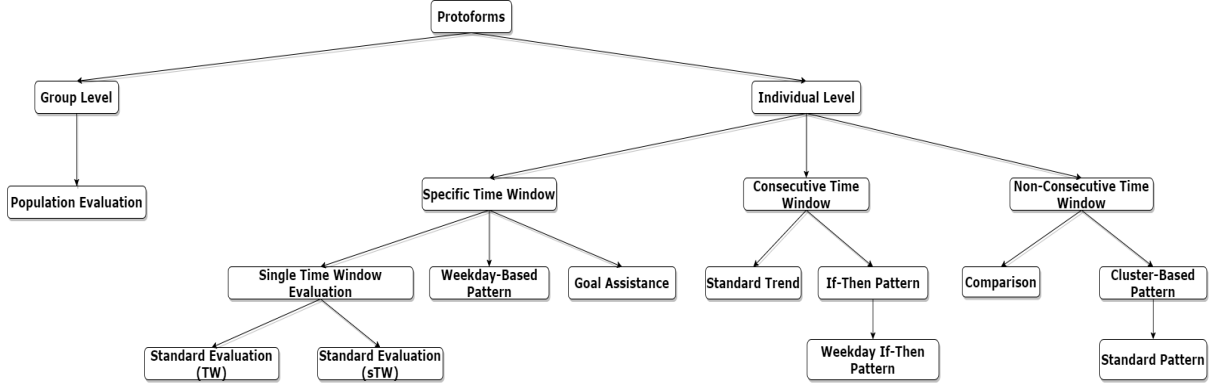 Protoforms
Group Level
Individual Level
Population Evaluation
Specific Time Window
Consecutive Time
Window
Non-Consecutive Time
Window
Single Time Window
Evaluation
Weekday-Based
Pattern
Goal Assistance
Standard Trend
If-Then Pattern
Comparison
Cluster-Based
Pattern
Standard Evaluation
(TW)
Standard Evaluation
(sTW)
Weekday If-Then
Pattern
Standard Pattern